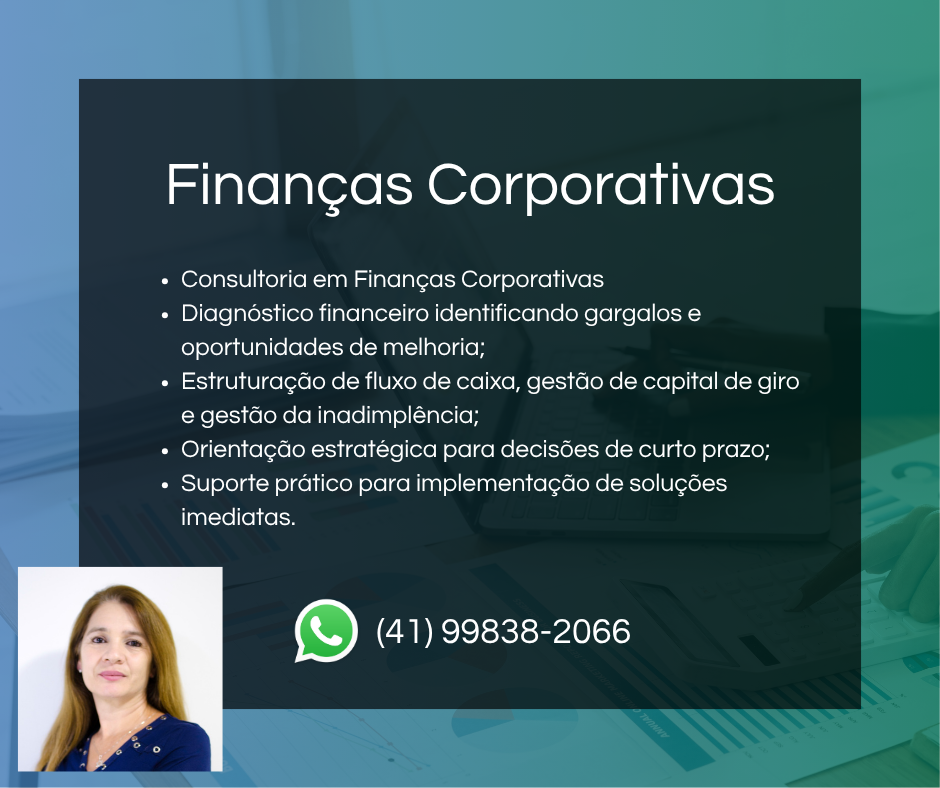 Finanças Corporativas
• Consultoria em Finanças Corporativas
• Diagnóstico financeiro identificando gargalos e
oportunidades de melhoria;
• Estruturação de fluxo de caixa, gestão de capital de giro
e gestão da inadimplência;
• Orientação estratégica para decisões de curto prazo;
• Suporte prático para implementação de soluções
imediatas.
(41) 99838-2066